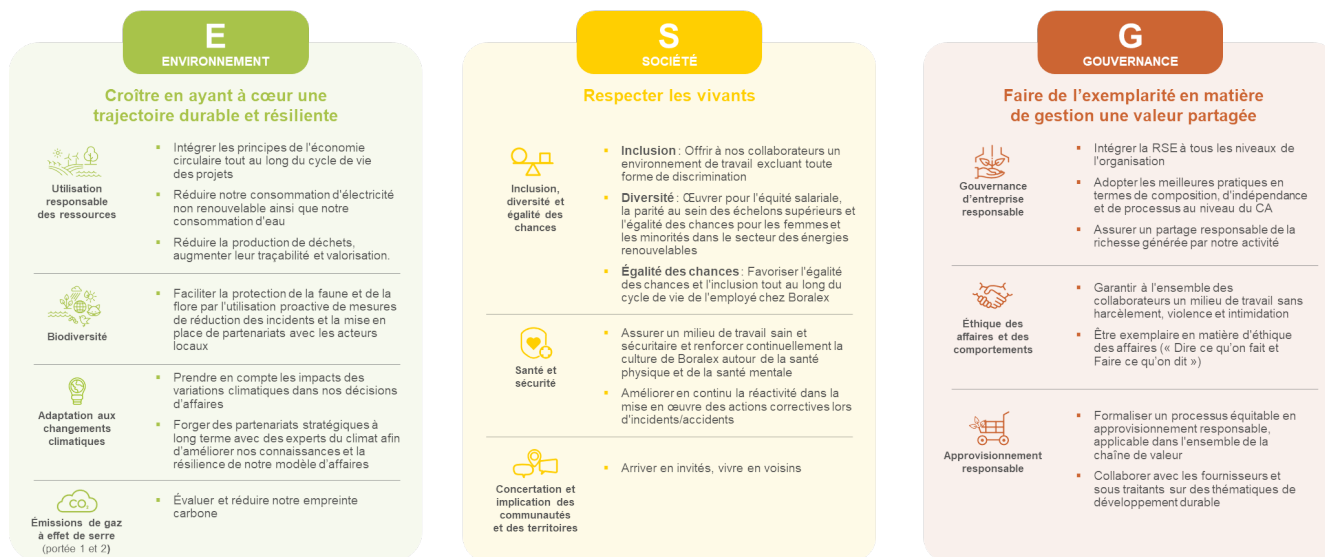 E
ENVIRONNEMENT
Croître en ayant à cœur une
trajectoire durable et résiliente
Utilisation
responsable
des ressources
▪ Intégrer les principes de l'économie
circulaire tout au long du cycle de vie
des projets
▪ Réduire notre consommation d'électricité
non renouvelable ainsi que notre
consommation d'eau
▪ Réduire la production de déchets,
augmenter leur traçabilité et valorisation.
Biodiversité
▪ Faciliter la protection de la faune et de la
flore par l'utilisation proactive de mesures
de réduction des incidents et la mise en
place de partenariats avec les acteurs
locaux
Adaptation aux
changements
climatiques
▪ Prendre en compte les impacts des
variations climatiques dans nos décisions
d'affaires
▪ Forger des partenariats stratégiques à
long terme avec des experts du climat afin
d'améliorer nos connaissances et la
résilience de notre modèle d'affaires
CO₂
Émissions de gaz
à effet de serre
(portée 1 et 2)
▪ Évaluer et réduire notre empreinte
carbone
S
SOCIÉTÉ
Respecter les vivants
Inclusion,
diversité et
égalité des
chances
▪ Inclusion : Offrir à nos collaborateurs un
environnement de travail excluant toute
forme de discrimination
▪ Diversité : Œuvrer pour l'équité salariale,
la parité au sein des échelons supérieurs et
l'égalité des chances pour les femmes et
les minorités dans le secteur des énergies
renouvelables
▪ Égalité des chances : Favoriser l'égalité
des chances et l'inclusion tout au long du
cycle de vie de l'employé chez Boralex
Santé et
sécurité
▪ Assurer un milieu de travail sain et
sécuritaire et renforcer continuellement la
culture de Boralex autour de la santé
physique et de la santé mentale
▪ Améliorer en continu la réactivité dans la
mise en œuvre des actions correctives lors
d'incidents/accidents
Concertation et
implication des
communautés
et des territoires
▪ Arriver en invités, vivre en voisins
G
GOUVERNANCE
Faire de l'exemplarité en matière
de gestion une valeur partagée
Gouvernance
d'entreprise
responsable
▪ Intégrer la RSE à tous les niveaux de
l'organisation
▪ Adopter les meilleures pratiques en
termes de composition, d'indépendance
et de processus au niveau du CA
▪ Assurer un partage responsable de la
richesse générée par notre activité
Éthique des
affaires et des
comportements
▪ Garantir à l'ensemble des
collaborateurs un milieu de travail sans
harcèlement, violence et intimidation
▪ Être exemplaire en matière d'éthique
des affaires (« Dire ce qu'on fait et
Faire ce qu'on dit »)
Approvisionnement
responsable
▪ Formaliser un processus équitable en
approvisionnement responsable,
applicable dans l'ensemble de la
chaîne de valeur
▪ Collaborer avec les fournisseurs et
sous traitants sur des thématiques de
développement durable